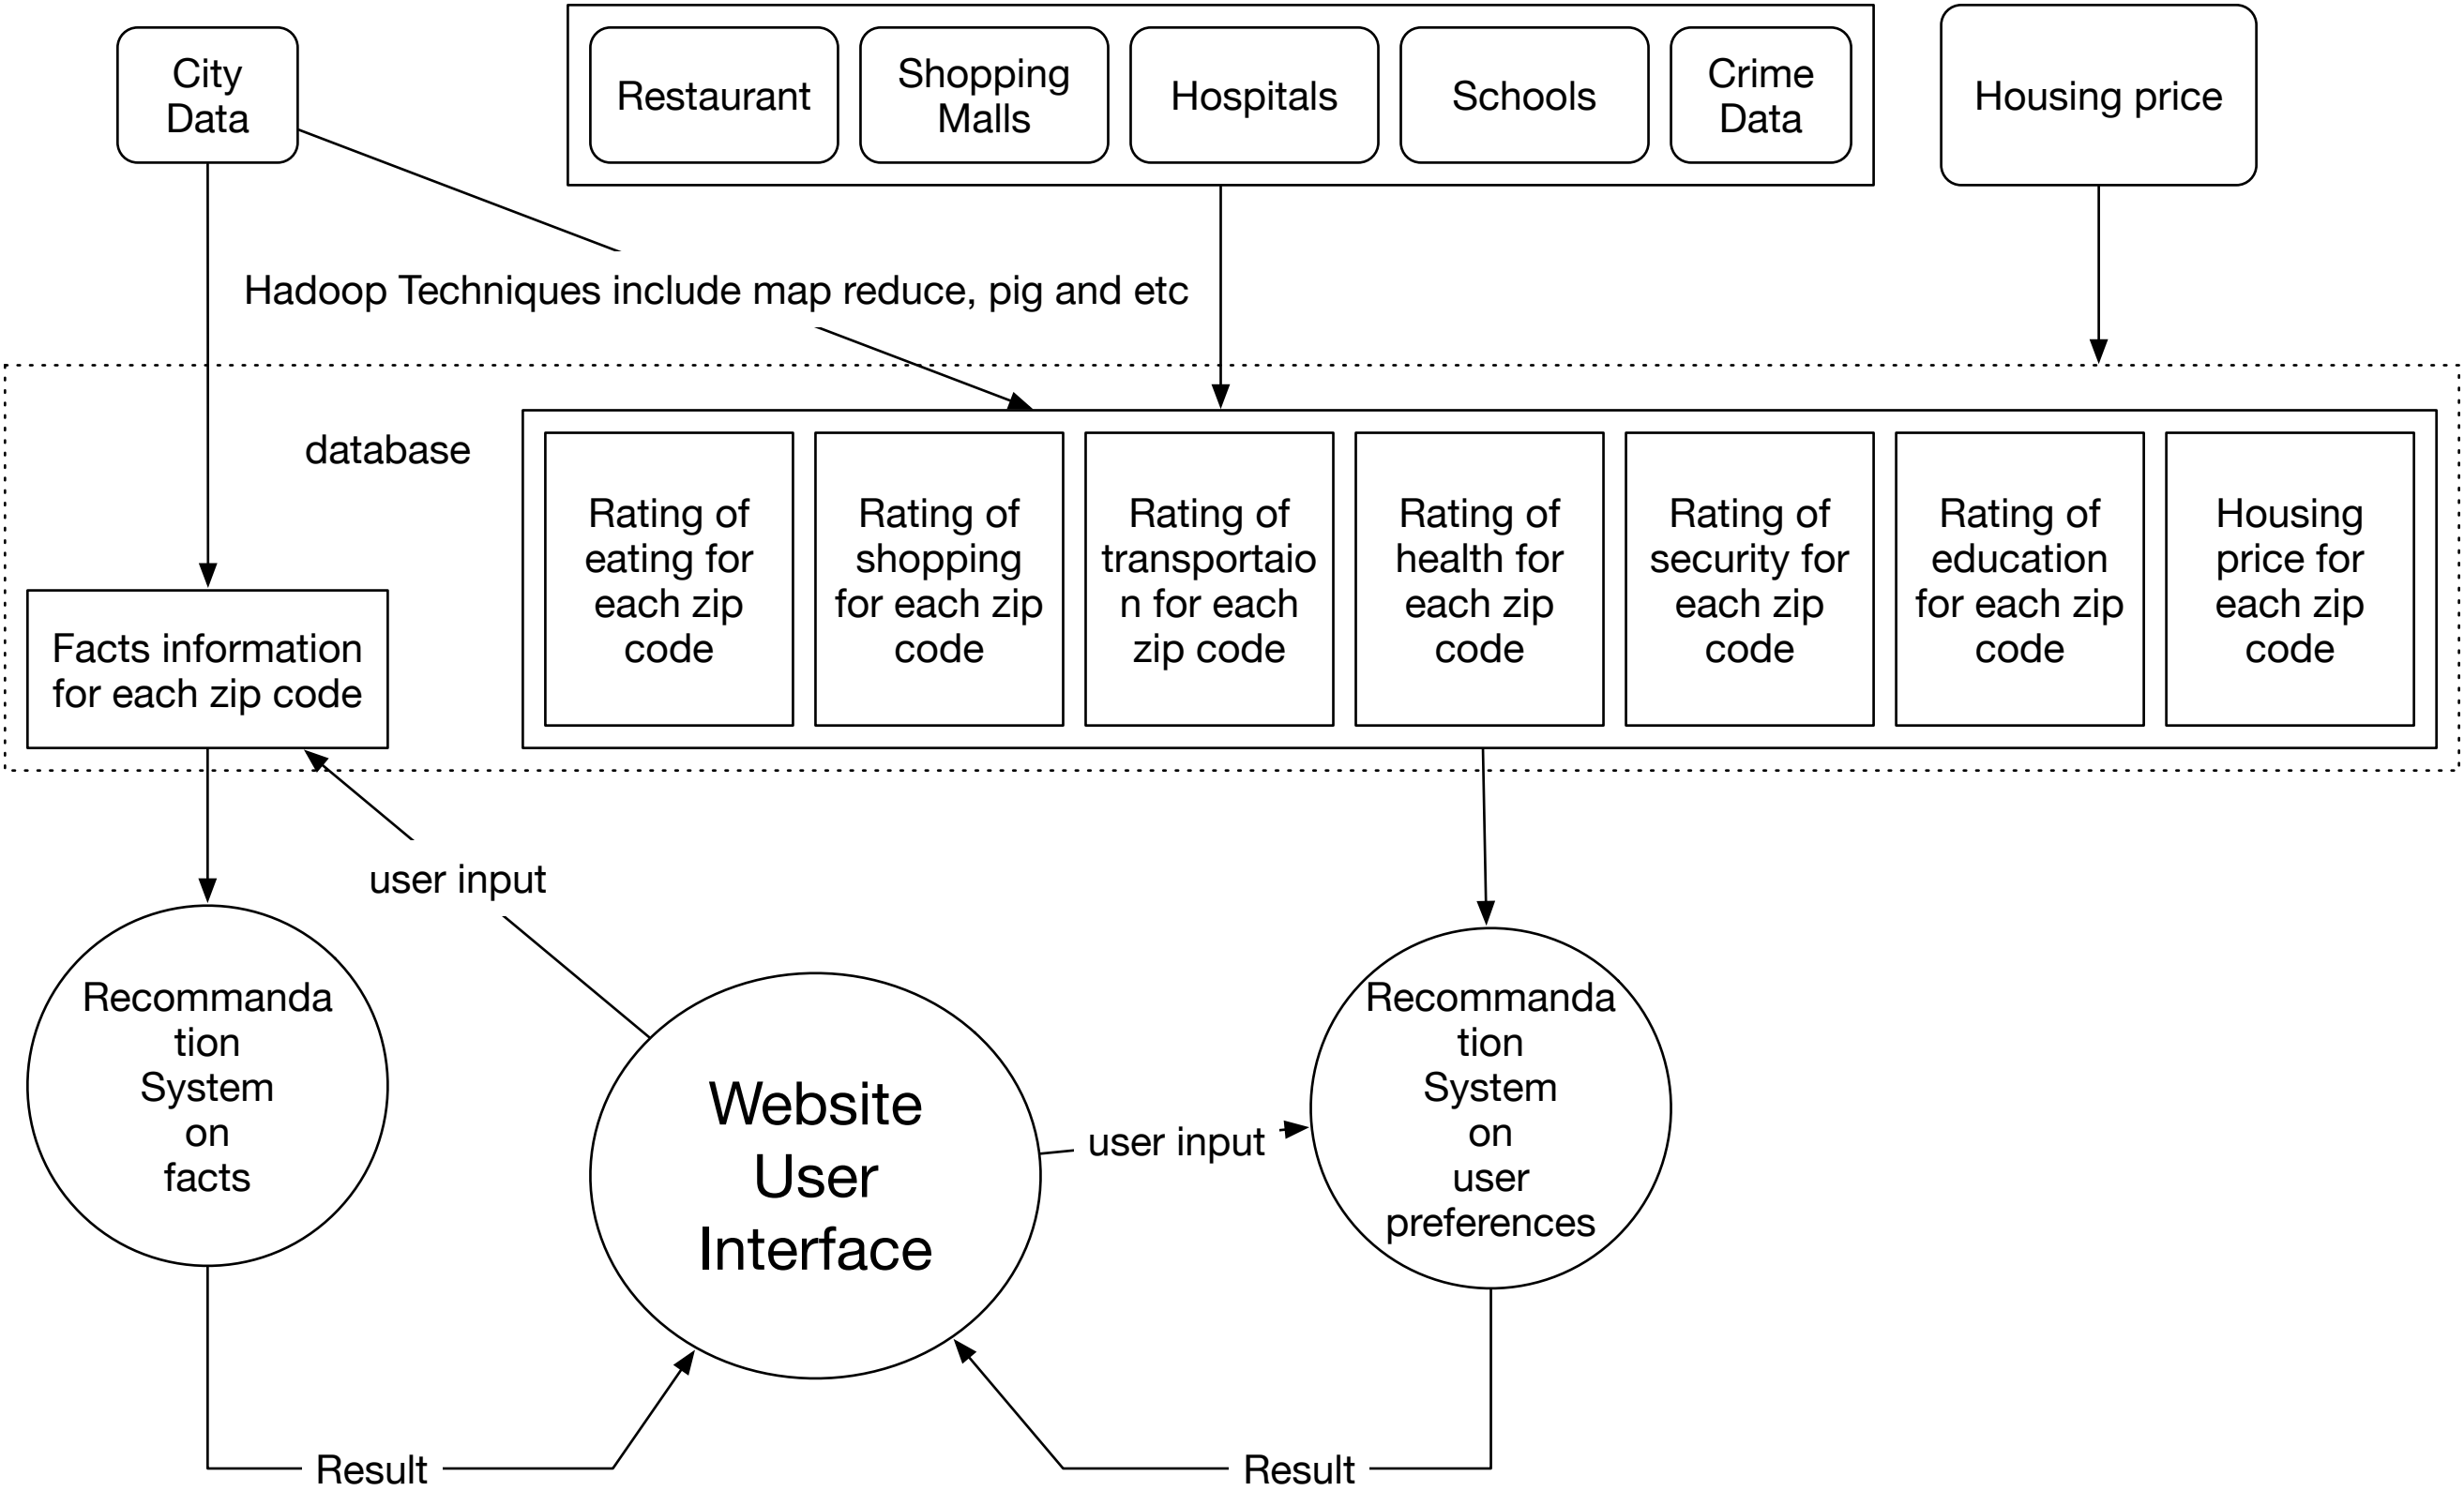 City
Data
Restaurant
Shopping
Malls
Hospitals
Schools
Crime
Data
Housing price
Hadoop Techniques include map reduce, pig and etc
database
Rating of
eating for
each zip
code
Rating of
shopping
for each zip
code
Rating of
transportaio
n for each
zip code
Rating of
health for
each zip
code
Rating of
security for
each zip
code
Rating of
education
for each zip
code
Housing
price for
each zip
code
Facts information
for each zip code
user input
Recommanda
tion
System
on
facts
Website
User
Interface
user input
Recommanda
tion
System
on
user
preferences
Result
Result